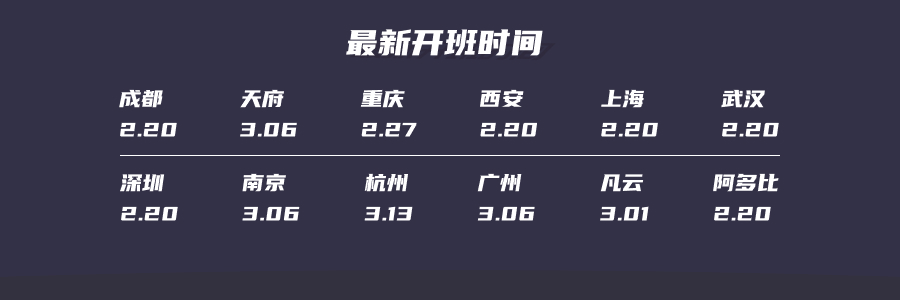 最新开班时间
成都 天府 重庆 西安 上海 武汉
2.20 3.06 2.27 2.20 2.20 2.20
深圳 南京 杭州 广州 凡云 阿多比
2.20 3.06 3.13 3.06 3.01 2.20